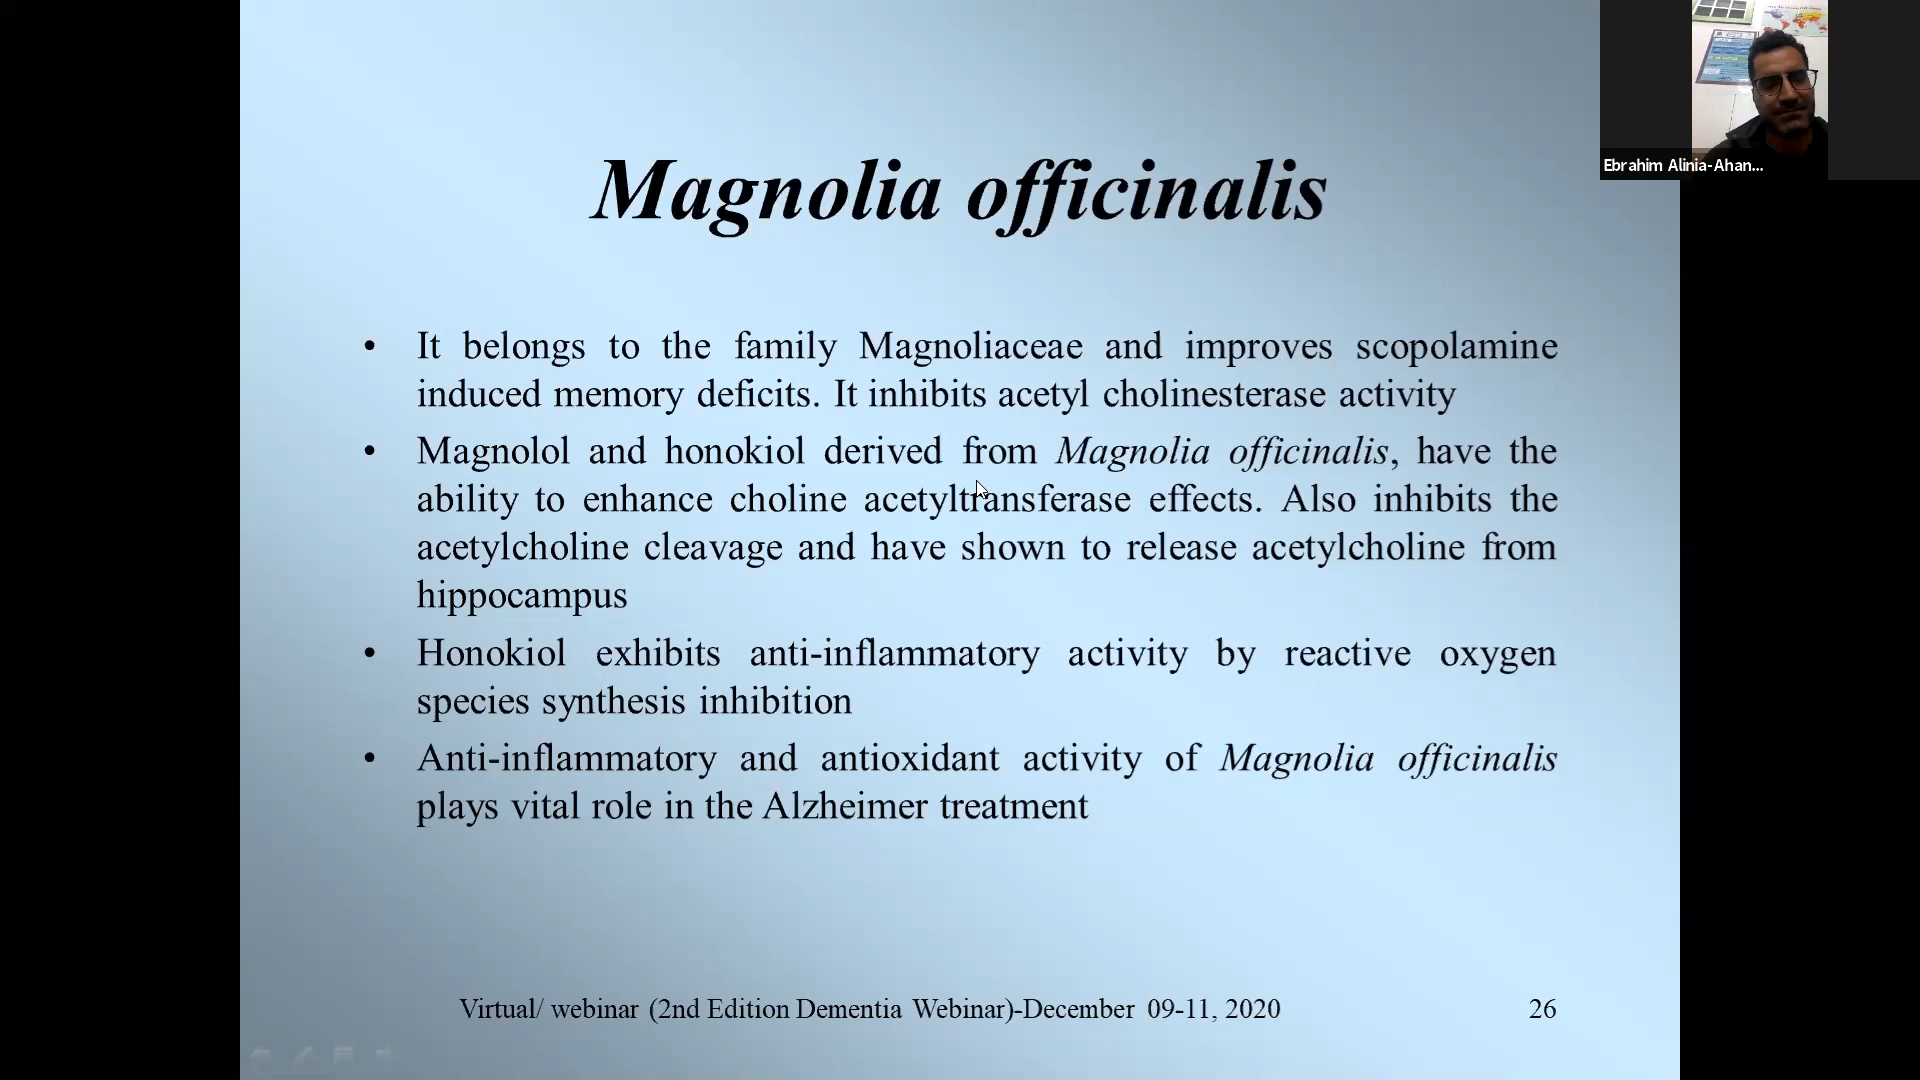 Magnolia officinalis
Ebrahim Alinia-Ahan...
• It belongs to the family Magnoliaceae and improves scopolamine
induced memory deficits. It inhibits acetyl cholinesterase activity
• Magnolol and honokiol derived from Magnolia officinalis, have the
ability to enhance choline acetyltransferase effects. Also inhibits the
acetylcholine cleavage and have shown to release acetylcholine from
hippocampus
• Honokiol exhibits anti-inflammatory activity by reactive oxygen
species synthesis inhibition
• Anti-inflammatory and antioxidant activity of Magnolia officinalis
plays vital role in the Alzheimer treatment
Virtual/ webinar (2nd Edition Dementia Webinar)-December 09-11, 2020
26